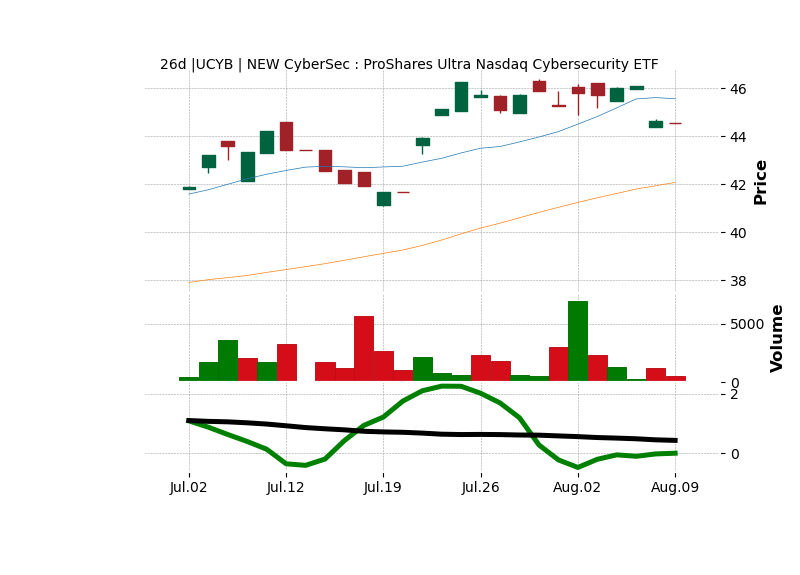 26d |UCYB | NEW CyberSec : ProShares Ultra Nasdaq Cybersecurity ETF
46
44
42
40
38
Price
5000
0
Volume
2
0
Jul.02 Jul.12 Jul.19 Jul.26 Aug.02 Aug.09